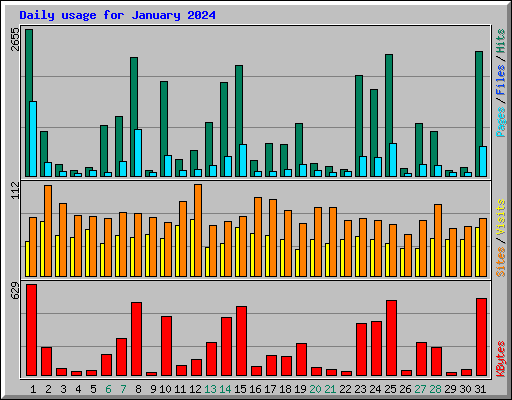 Daily usage for January 2024
2655
Pages / Files / Hits
112
Sites / Visits
629
KBytes
1 2 3 4 5 6 7 8 9 10 11 12 13 14 15 16 17 18 19 20 21 22 23 24 25 26 27 28 29 30 31